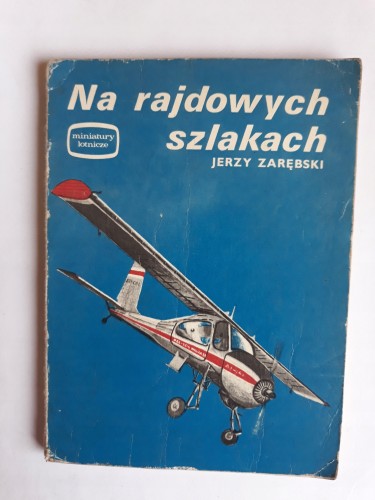 Na rajdowych
szlakach
miniatury
lotnicze
JERZY ZARĘBSKI